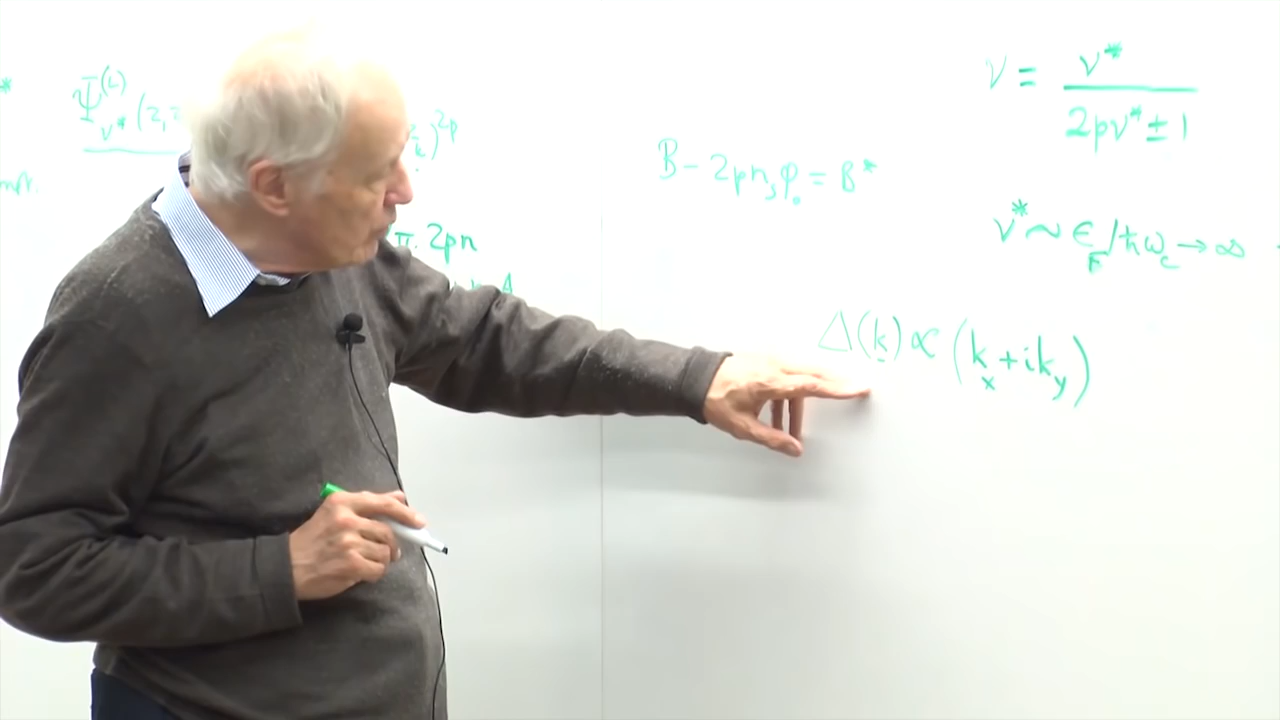 *
Ψ^(L)_ν* (z, z
)^2p
π. 2pn
B - 2pn_s φ_0 = B*
ν = ν* / (2pν* ± 1)
ν* ~ ϵ_F/ħω_c → ∞
Δ(k) ∝ (k_x + ik_y)